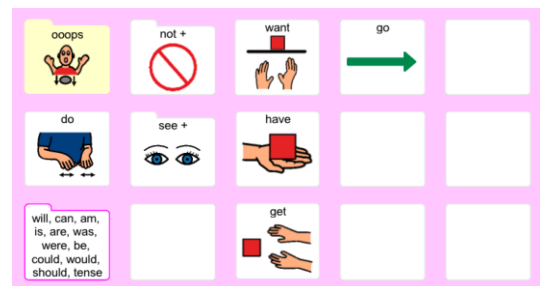 ooops
not +
want
go
do
see +
have
will, can, am,
is, are, was,
were, be,
could, would,
should, tense
get